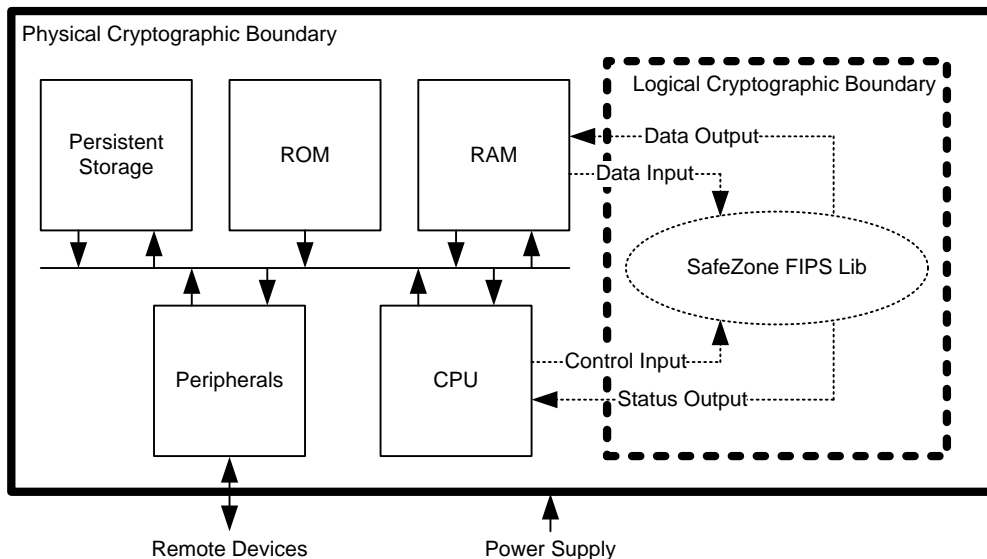 Physical Cryptographic Boundary
Logical Cryptographic Boundary
Persistent
Storage
ROM
RAM
Data Output
Data Input
SafeZone FIPS Lib
Peripherals
CPU
Control Input
Status Output
Remote Devices
Power Supply